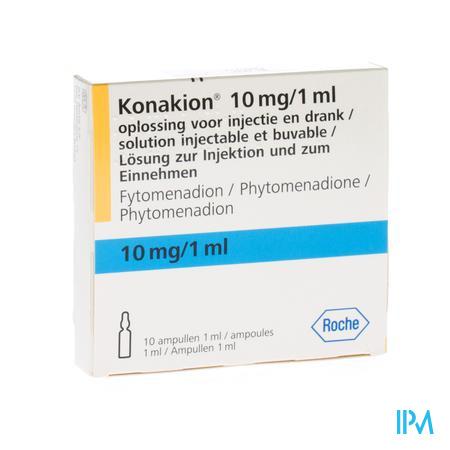 Konakion® 10 mg/1 ml
oplossing voor injectie en drank /
solution injectable et buvable /
Lösung zur Injektion und zum
Einnehmen
Fytomenadion / Phytomenadione /
Phytomenadion
10 mg/1 ml
10 ampullen 1 ml / ampoules
1 ml / Ampullen 1 ml
Roche
IPM